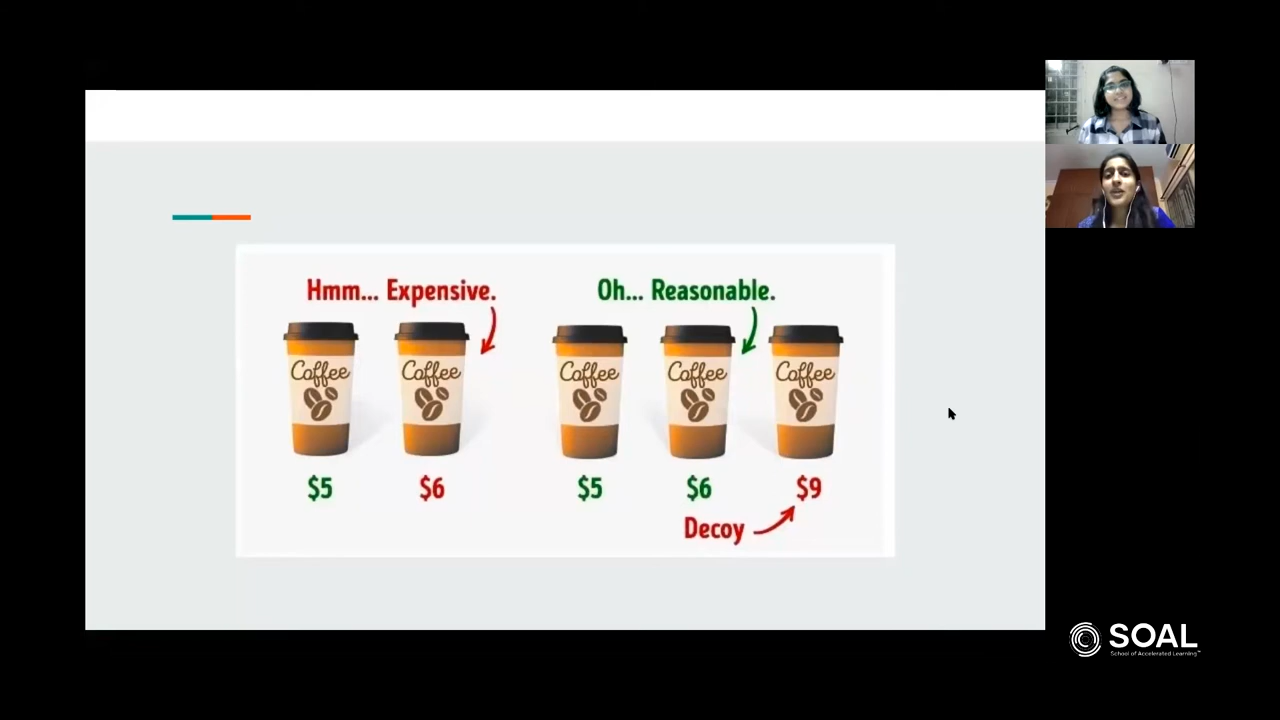 Hmm... Expensive.
Oh... Reasonable.
Coffee
Coffee
Coffee
Coffee
Coffee
$5
$6
$5
$6
$9
Decoy
SOAL
School of Accelerated Learning™